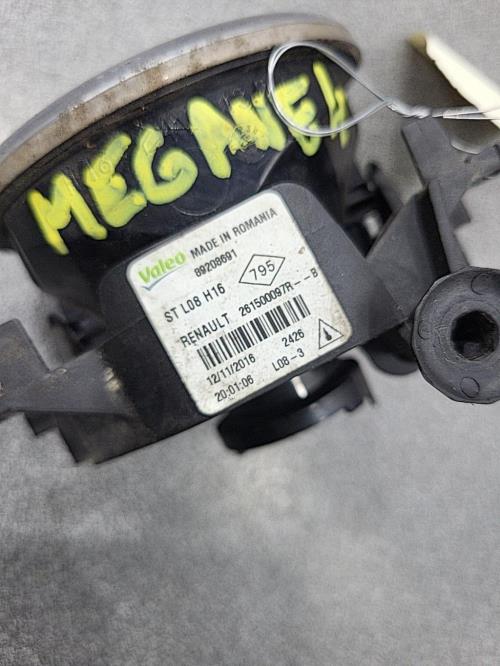 MEGANE 4
Valeo MADE IN ROMANIA
89208691
ST L08 H16
795
RENAULT 261500097R--B
12/11/2016 2426
20:01:06 L08-3